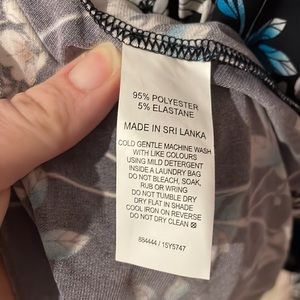 95% POLYESTER
5% ELASTANE
MADE IN SRI LANKA
COLD GENTLE MACHINE WASH
WITH LIKE COLOURS
USING MILD DETERGENT
INSIDE A LAUNDRY BAG
DO NOT BLEACH, SOAK,
RUB OR WRING
DO NOT TUMBLE DRY
DRY FLAT IN SHADE
COOL IRON ON REVERSE
DO NOT DRY CLEAN
884444 / 15Y5747